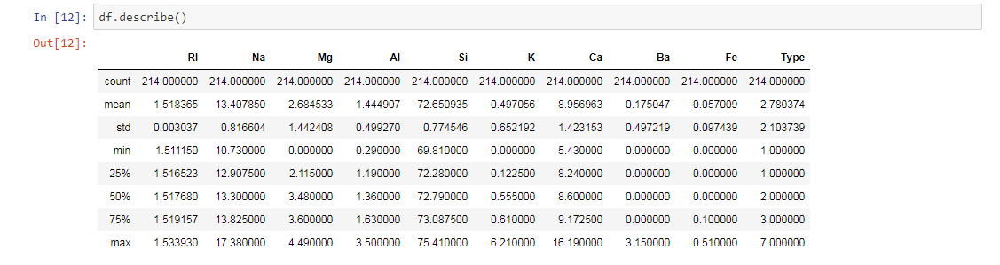 In [12]: df.describe()
Out[12]:
RI Na Mg Al Si K Ca Ba Fe Type
count 214.000000 214.000000 214.000000 214.000000 214.000000 214.000000 214.000000 214.000000 214.000000 214.000000
mean 1.518365 13.407850 2.684533 1.444907 72.650935 0.497056 8.956963 0.175047 0.057009 2.780374
std 0.003037 0.816604 1.442408 0.499270 0.774546 0.652192 1.423153 0.497219 0.097439 2.103739
min 1.511150 10.730000 0.000000 0.290000 69.810000 0.000000 5.430000 0.000000 0.000000 1.000000
25% 1.516523 12.907500 2.115000 1.190000 72.280000 0.122500 8.240000 0.000000 0.000000 1.000000
50% 1.517680 13.300000 3.480000 1.360000 72.790000 0.555000 8.600000 0.000000 0.000000 2.000000
75% 1.519157 13.825000 3.600000 1.630000 73.087500 0.610000 9.172500 0.000000 0.100000 3.000000
max 1.533930 17.380000 4.490000 3.500000 75.410000 6.210000 16.190000 3.150000 0.510000 7.000000